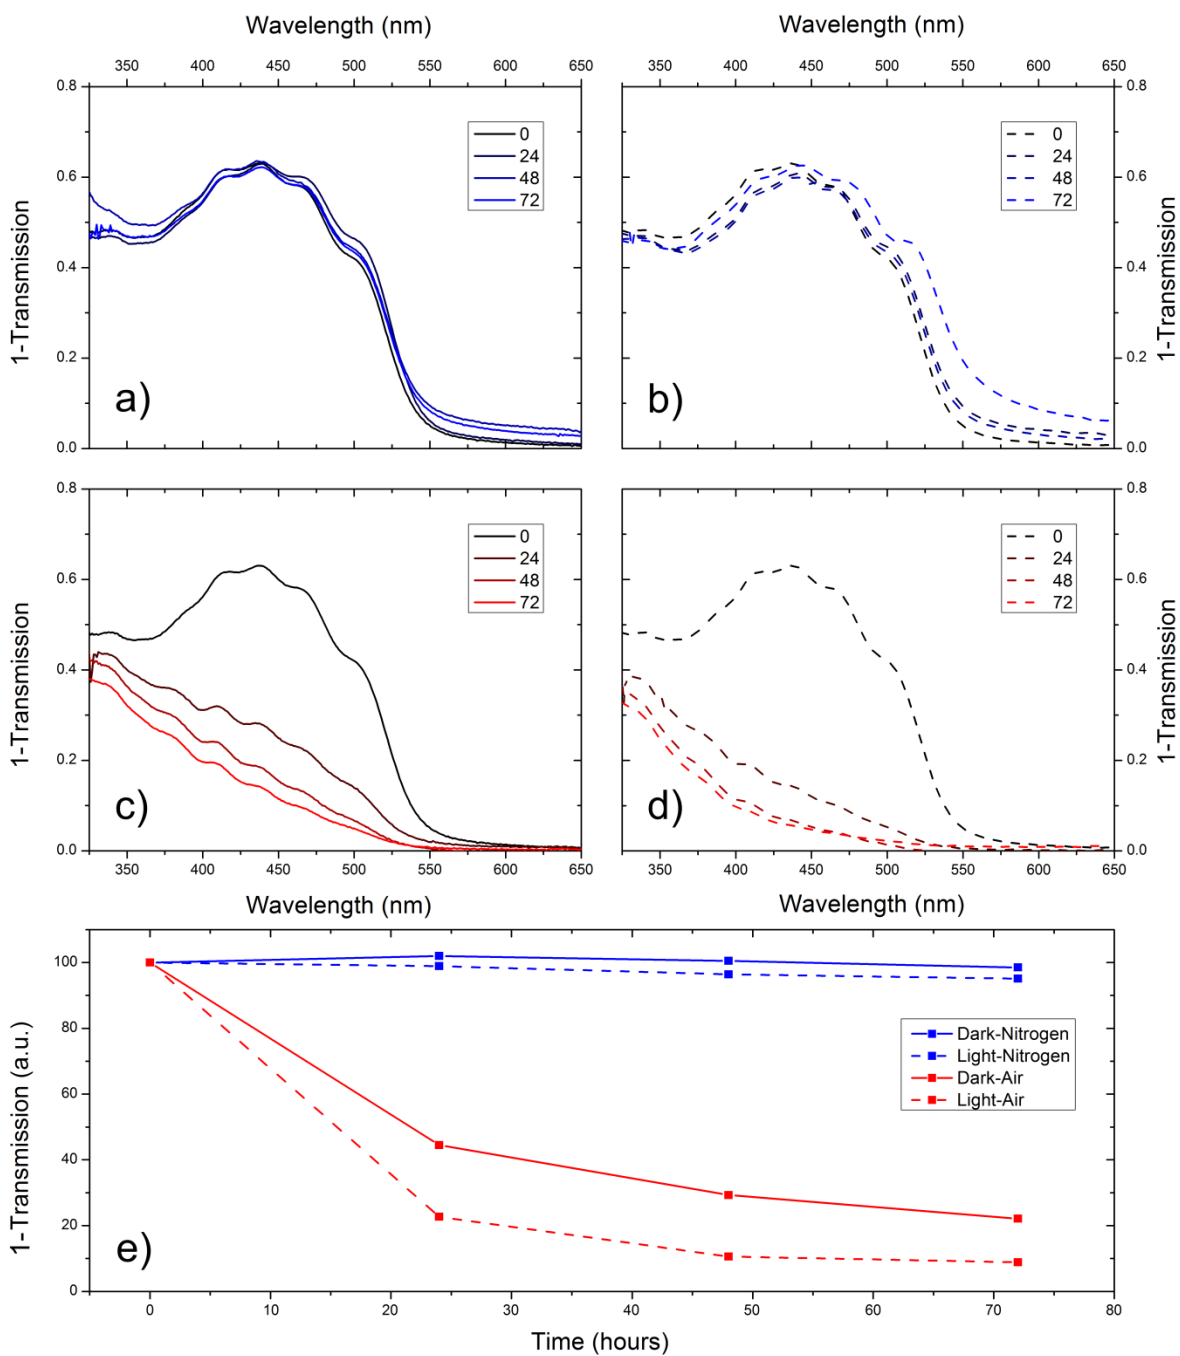 Wavelength (nm)
Wavelength (nm)
350 400 450 500 550 600 650
350 400 450 500 550 600 650
0.8
0.6
0.4
0.2
0.0
1-Transmission
0
24
48
72
a)
0
24
48
72
b)
0.8
0.6
0.4
0.2
0.0
1-Transmission
0.8
0.6
0.4
0.2
0.0
1-Transmission
0
24
48
72
c)
350 400 450 500 550 600 650
Wavelength (nm)
0
24
48
72
d)
0.8
0.6
0.4
0.2
0.0
1-Transmission
350 400 450 500 550 600 650
Wavelength (nm)
100
80
60
40
20
0
1-Transmission (a.u.)
Dark-Nitrogen
Light-Nitrogen
Dark-Air
Light-Air
e)
0 10 20 30 40 50 60 70 80
Time (hours)